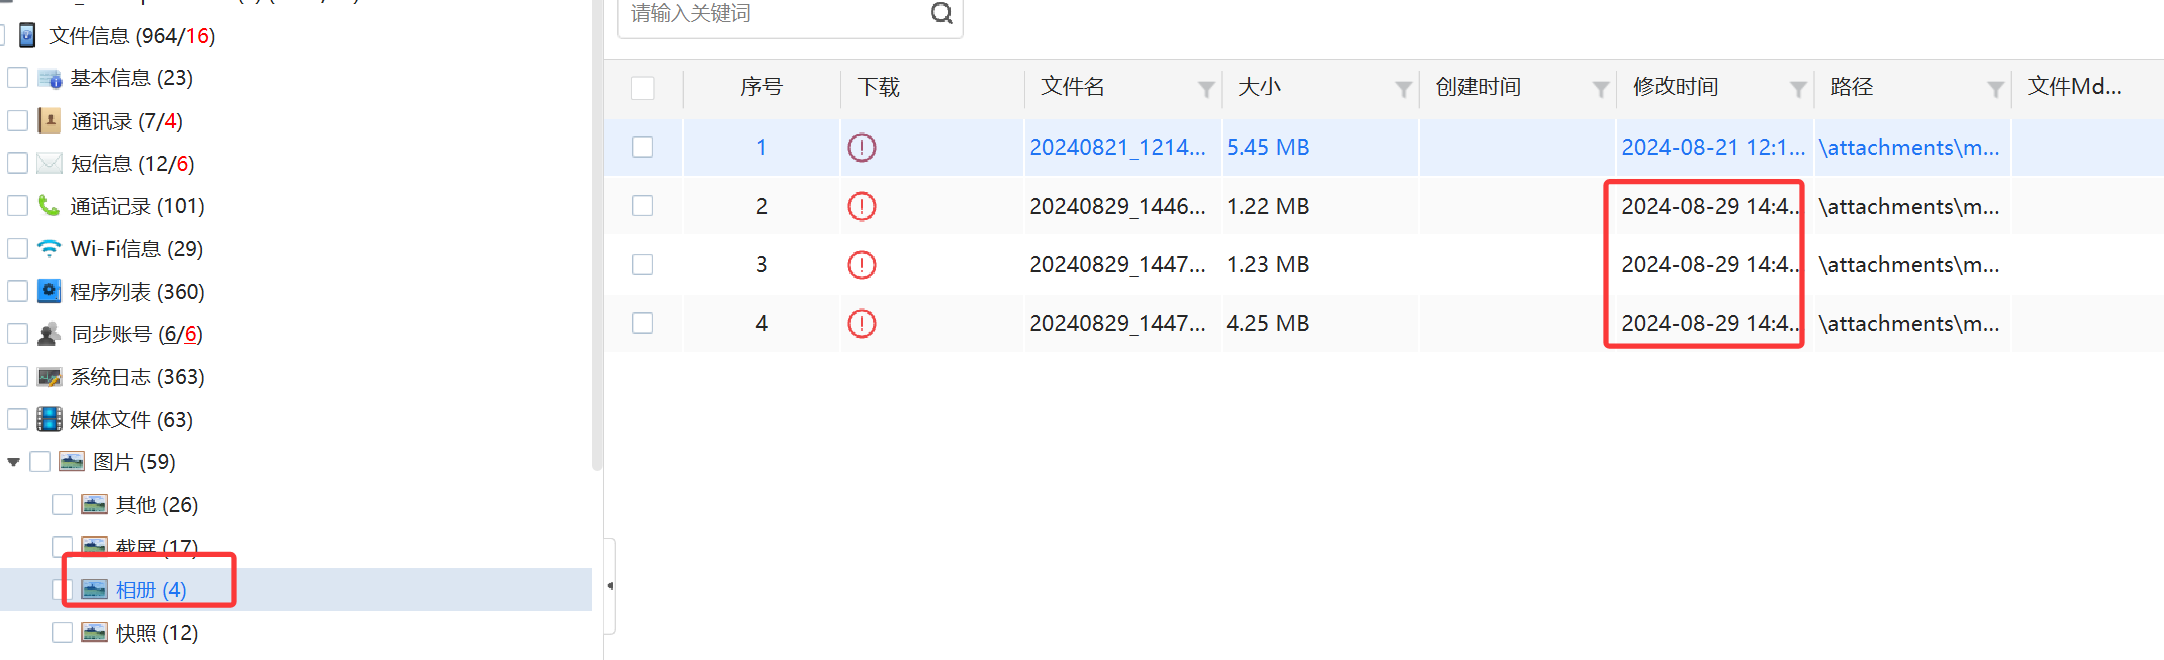 文件信息 (964/16)
基本信息 (23)
通讯录 (7/4)
短信息 (12/6)
通话记录 (101)
Wi-Fi信息 (29)
程序列表 (360)
同步账号 (6/6)
系统日志 (363)
媒体文件 (63)
图片 (59)
其他 (26)
截屏 (17)
相册 (4)
快照 (12)
请输入关键词
序号 下载 文件名 大小 创建时间 修改时间 路径 文件Md...
1 20240821_1214... 5.45 MB 2024-08-21 12:1... \attachments\m...
2 20240829_1446... 1.22 MB 2024-08-29 14:4... \attachments\m...
3 20240829_1447... 1.23 MB 2024-08-29 14:4... \attachments\m...
4 20240829_1447... 4.25 MB 2024-08-29 14:4... \attachments\m...